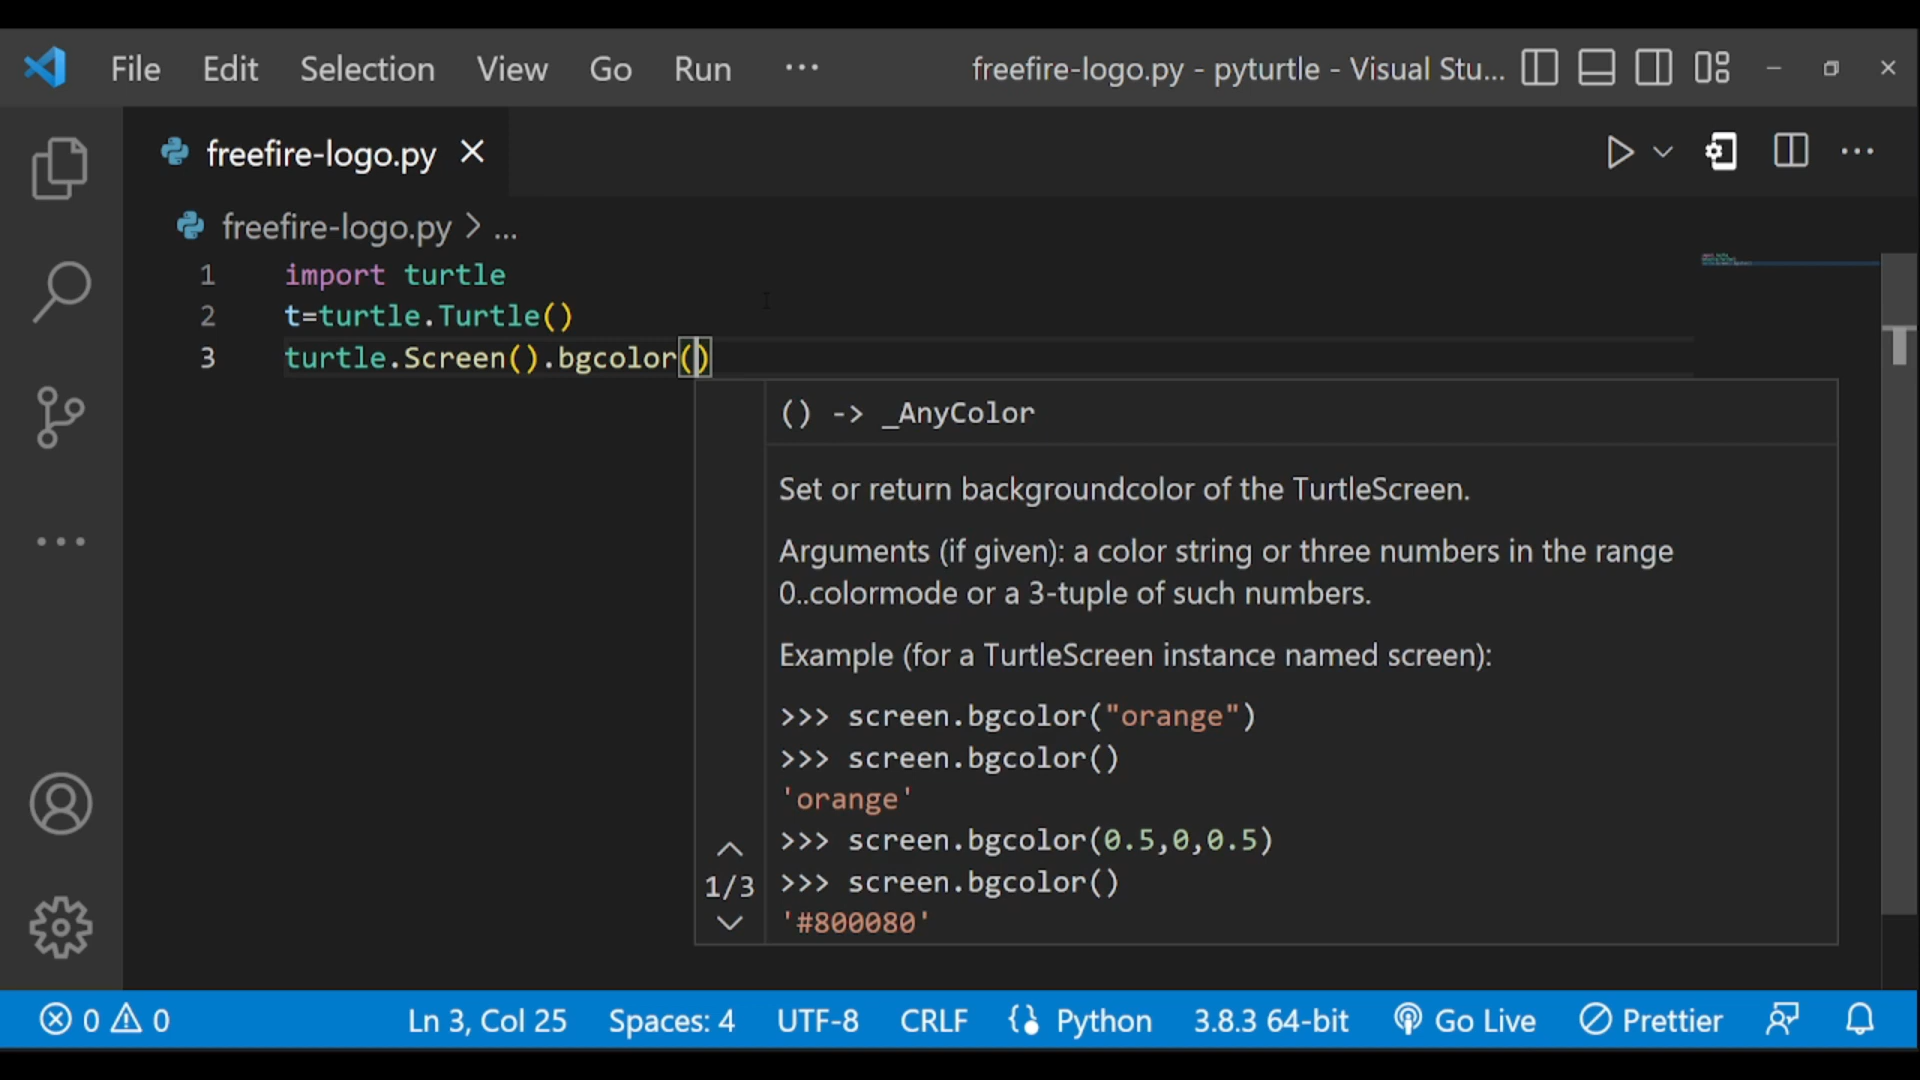 File Edit Selection View Go Run ··· freefire-logo.py - pyturtle - Visual Stu...
freefire-logo.py
freefire-logo.py > ...
1 import turtle
2 t=turtle.Turtle()
3 turtle.Screen().bgcolor()
() -> _AnyColor
Set or return backgroundcolor of the TurtleScreen.
Arguments (if given): a color string or three numbers in the range
0..colormode or a 3-tuple of such numbers.
Example (for a TurtleScreen instance named screen):
>>> screen.bgcolor("orange")
>>> screen.bgcolor()
'orange'
>>> screen.bgcolor(0.5,0,0.5)
1/3 >>> screen.bgcolor()
'#800080'
0 0 Ln 3, Col 25 Spaces: 4 UTF-8 CRLF Python 3.8.3 64-bit Go Live Prettier